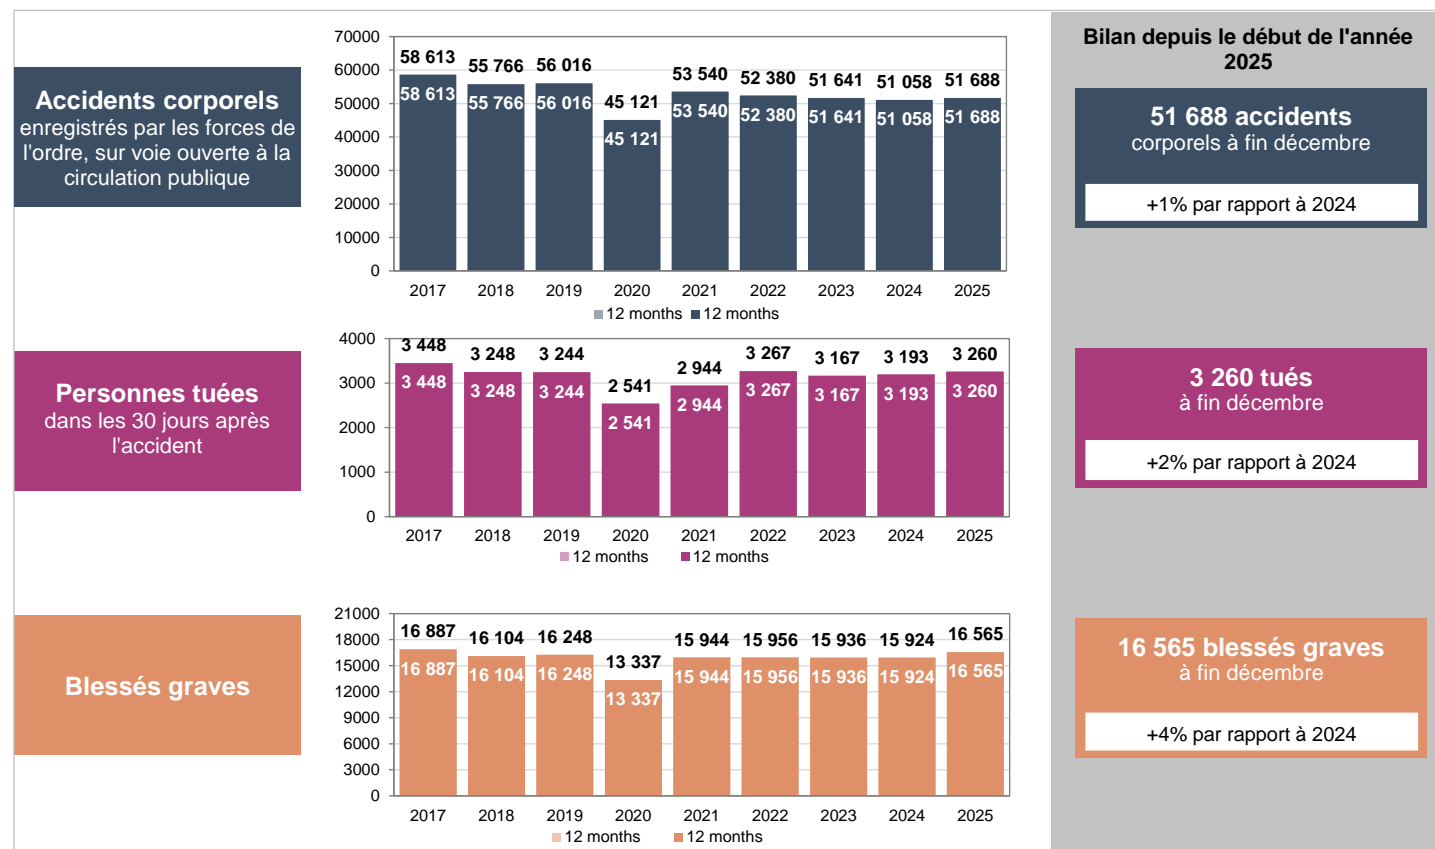 Accidents corporels
enregistrés par les forces de
l'ordre, sur voie ouverte à la
circulation publique
70000
60000
50000
40000
30000
20000
10000
0
58 613 55 766 56 016 45 121 53 540 52 380 51 641 51 058 51 688
58 613 55 766 56 016 45 121 53 540 52 380 51 641 51 058 51 688
2017 2018 2019 2020 2021 2022 2023 2024 2025
12 months 12 months
Bilan depuis le début de l'année
2025
51 688 accidents
corporels à fin décembre
+1% par rapport à 2024
Personnes tuées
dans les 30 jours après
l'accident
4000
3000
2000
1000
0
3 448 3 248 3 244 2 541 2 944 3 267 3 167 3 193 3 260
3 448 3 248 3 244 2 541 2 944 3 267 3 167 3 193 3 260
2017 2018 2019 2020 2021 2022 2023 2024 2025
12 months 12 months
3 260 tués
à fin décembre
+2% par rapport à 2024
Blessés graves
21000
18000
15000
12000
9000
6000
3000
0
16 887 16 104 16 248 13 337 15 944 15 956 15 936 15 924 16 565
16 887 16 104 16 248 13 337 15 944 15 956 15 936 15 924 16 565
2017 2018 2019 2020 2021 2022 2023 2024 2025
12 months 12 months
16 565 blessés graves
à fin décembre
+4% par rapport à 2024